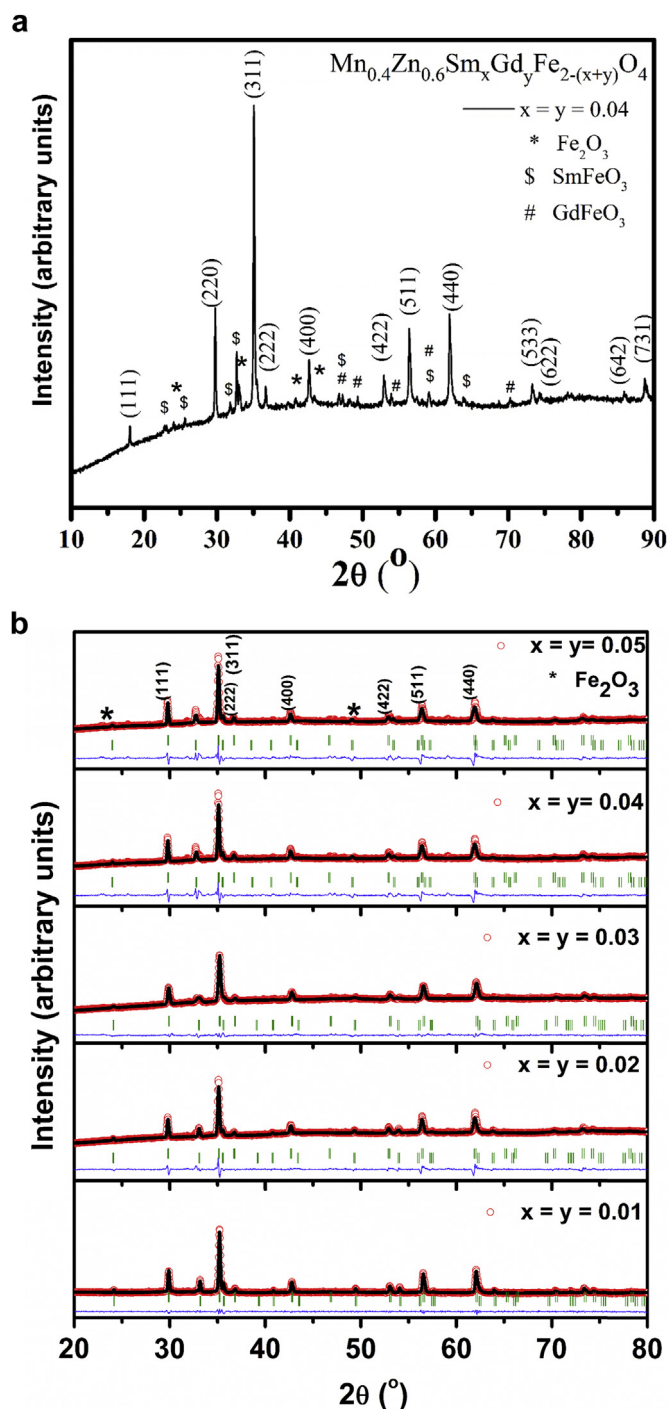 a
Mn0.4Zn0.6SmxGdyFe2-(x+y)O4
x = y = 0.04
* Fe2O3
$ SmFeO3
# GdFeO3
(111)
*
$
$
(220)
$
$
*
(311)
(222)
*
(400)
*
$
# #
(422)
#
(511)
#
$
(440)
$
#
(533)
(622)
(642)
(731)
Intensity (arbitrary units)
10 20 30 40 50 60 70 80 90
2θ (o)
b
x = y= 0.05
* Fe2O3
*
(111)
(311)
(222)
(400)
*
(422)
(511)
(440)
x = y= 0.04
x = y = 0.03
x = y = 0.02
x = y = 0.01
Intensity (arbitrary units)
20 30 40 50 60 70 80
2θ (o)